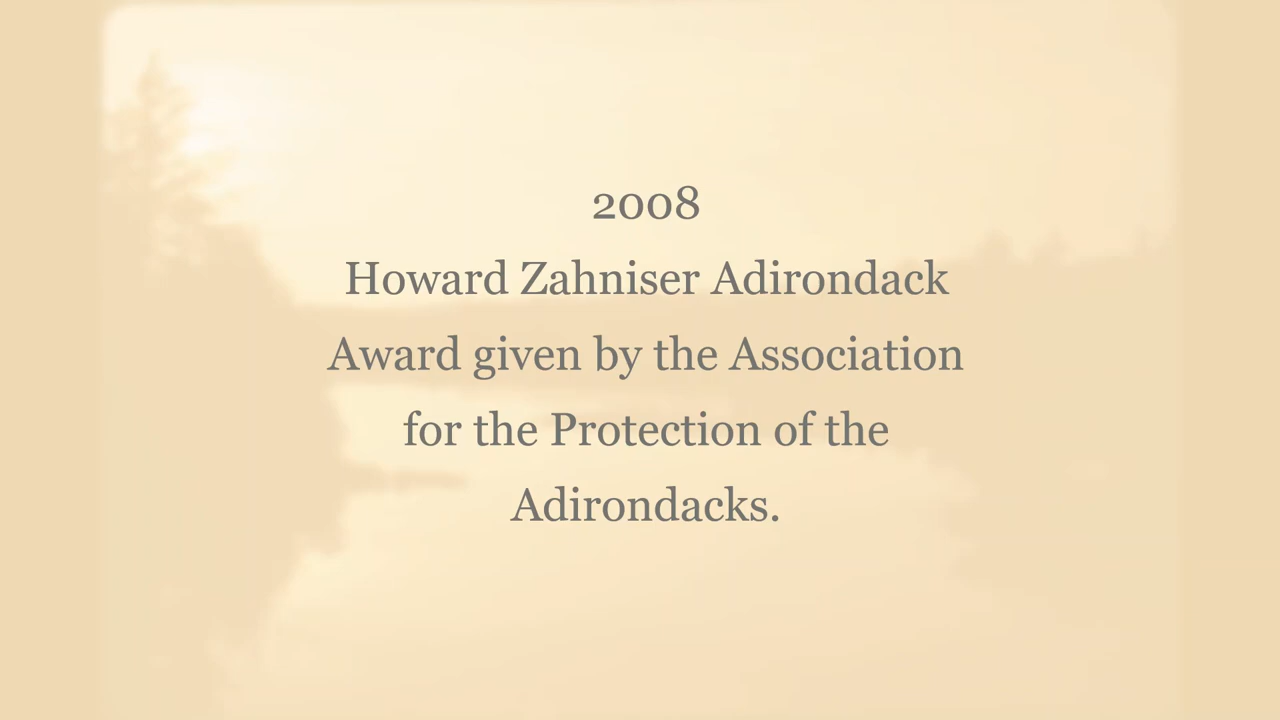 2008
Howard Zahniser Adirondack
Award given by the Association
for the Protection of the
Adirondacks.